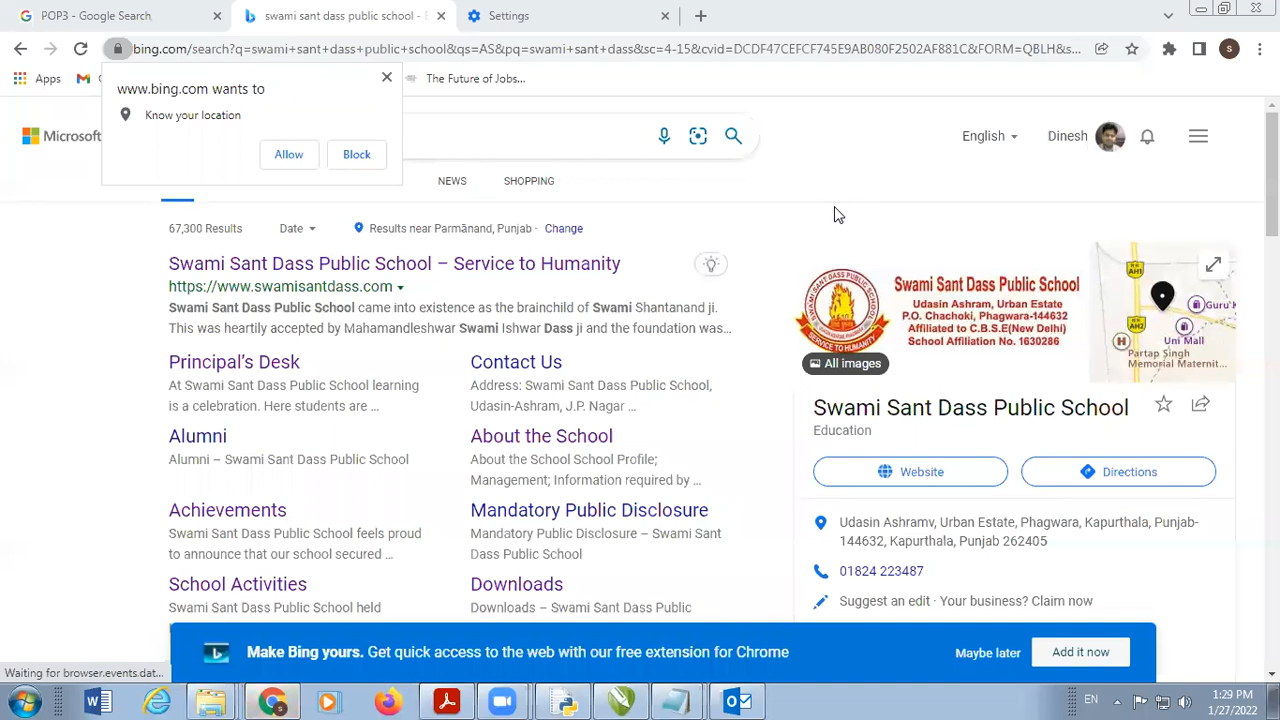 POP3 - Google Search
swami sant dass public school -
Settings
bing.com/search?q=swami+sant+dass+public+school&qs=AS&pq=swami+sant+dass&sc=4-15&cvid=DCDF47CEFCF745E9AB080F2502AF881C&FORM=QBLH&s...
S
Apps
The Future of Jobs...
www.bing.com wants to
Know your location
Allow
Block
Microsoft
English
Dinesh
NEWS
SHOPPING
67,300 Results
Date
Results near Parmānand, Punjab · Change
Swami Sant Dass Public School – Service to Humanity
https://www.swamisantdass.com
Swami Sant Dass Public School came into existence as the brainchild of Swami Shantanand ji.
This was heartily accepted by Mahamandleshwar Swami Ishwar Dass ji and the foundation was...
Principal's Desk
At Swami Sant Dass Public School learning
is a celebration. Here students are ...
Contact Us
Address: Swami Sant Dass Public School,
Udasin-Ashram, J.P. Nagar ...
Alumni
Alumni – Swami Sant Dass Public School
About the School
About the School School Profile;
Management; Information required by ...
Achievements
Swami Sant Dass Public School feels proud
to announce that our school secured ...
Mandatory Public Disclosure
Mandatory Public Disclosure – Swami Sant
Dass Public School
School Activities
Swami Sant Dass Public School held
Downloads
Downloads – Swami Sant Dass Public
SWAMI SANT DASS PUBLIC SCHOOL
SERVICE TO HUMANITY
Swami Sant Dass Public School
Udasin Ashram, Urban Estate
P.O. Chachoki, Phagwara-144632
Affiliated to C.B.S.E(New Delhi)
School Affiliation No. 1630286
All images
AH1
AH2
Guru'
H
Uni Mall
Partap Singh
Memorial Maternit...
Swami Sant Dass Public School
Education
Website
Directions
Udasin Ashramv, Urban Estate, Phagwara, Kapurthala, Punjab-
144632, Kapurthala, Punjab 262405
01824 223487
Suggest an edit · Your business? Claim now
Make Bing yours. Get quick access to the web with our free extension for Chrome
Maybe later
Add it now
Waiting for browser.events.dat...
EN
1:29 PM
1/27/2022